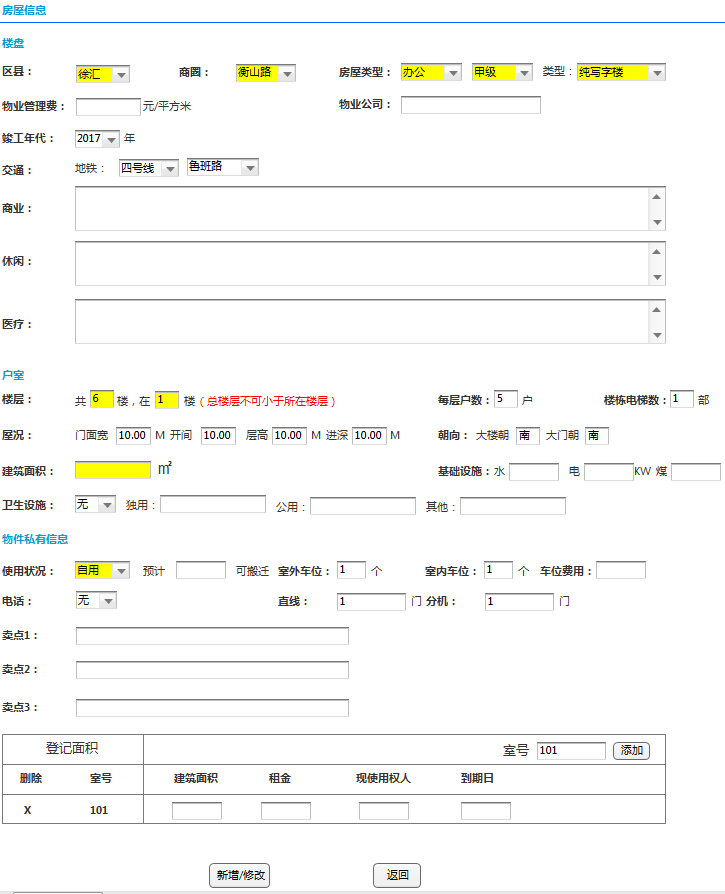 房屋信息
楼盘
区县： 徐汇 商圈： 衡山路 房屋类型： 办公 甲级 类型： 纯写字楼
物业管理费： 元/平方米 物业公司：
竣工年代： 2017 年
交通： 地铁： 四号线 鲁班路
商业：
休闲：
医疗：
户室
楼层： 共 6 楼，在 1 楼（总楼层不可小于所在楼层） 每层户数： 5 户 楼栋电梯数： 1 部
屋况： 门面宽 10.00 M 开间 10.00 层高 10.00 M 进深 10.00 M 朝向： 大楼朝 南 大门朝 南
建筑面积： ㎡ 基础设施： 水 电 KW 煤
卫生设施： 无 独用： 公用： 其他：
物件私有信息
使用状况： 自用 预计 可搬迁 室外车位： 1 个 室内车位： 1 个 车位费用：
电话： 无 直线： 1 门 分机： 1 门
卖点1：
卖点2：
卖点3：
登记面积 室号 101 添加
删除 室号 建筑面积 租金 现使用权人 到期日
X 101
新增/修改 返回